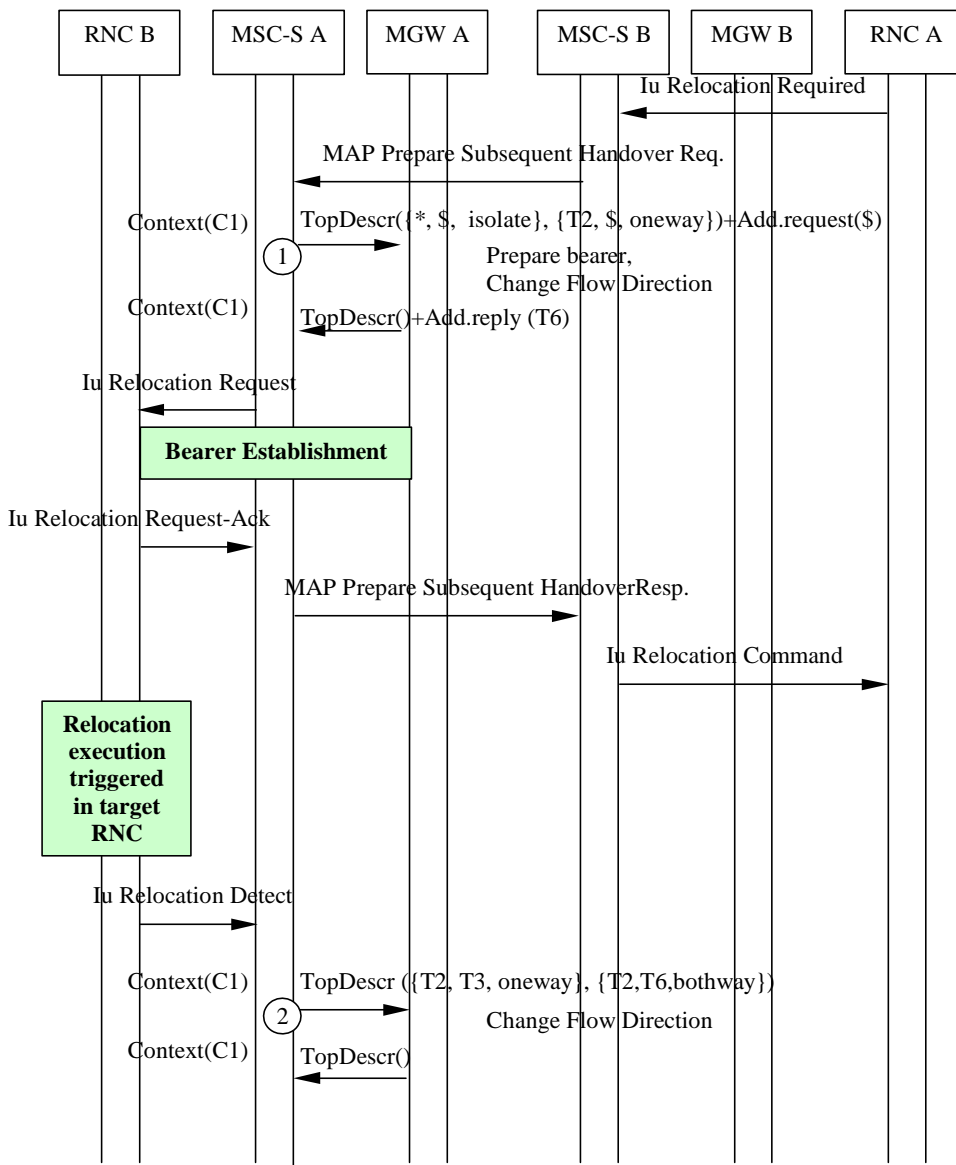 RNC B
MSC-S A
MGW A
MSC-S B
MGW B
RNC A
Iu Relocation Required
MAP Prepare Subsequent Handover Req.
Context(C1)
TopDescr({*, $, isolate}, {T2, $, oneway})+Add.request($)
1
Prepare bearer,
Change Flow Direction
Context(C1)
TopDescr()+Add.reply (T6)
Iu Relocation Request
Bearer Establishment
Iu Relocation Request-Ack
MAP Prepare Subsequent HandoverResp.
Iu Relocation Command
Relocation
execution
triggered
in target
RNC
Iu Relocation Detect
Context(C1)
TopDescr ({T2, T3, oneway}, {T2,T6,bothway})
2
Change Flow Direction
Context(C1)
TopDescr()